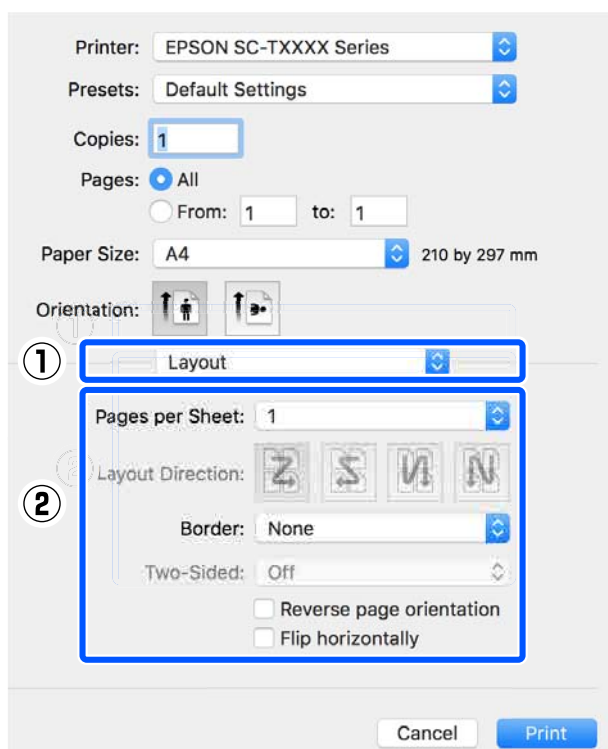 Printer: EPSON SC-TXXXX Series
Presets: Default Settings
Copies: 1
Pages: All
From: 1 to: 1
Paper Size: A4 210 by 297 mm
Orientation:
① Layout
Pages per Sheet: 1
② Layout Direction:
Border: None
Two-Sided: Off
Reverse page orientation
Flip horizontally
Cancel Print